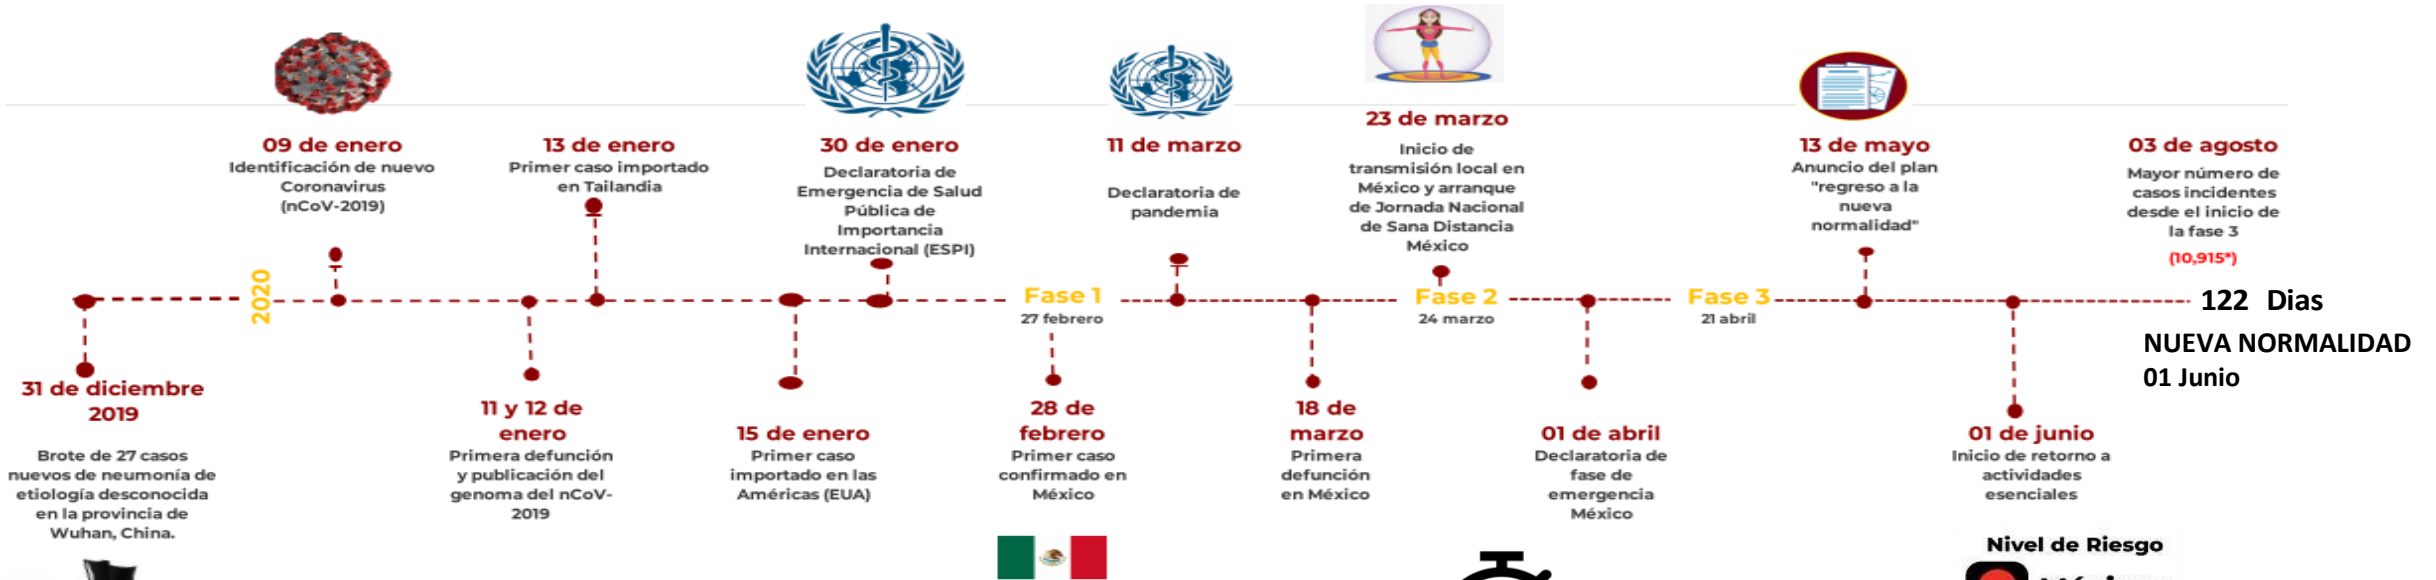 09 de enero
Identificación de nuevo
Coronavirus
(nCoV-2019)
13 de enero
Primer caso importado
en Tailandia
30 de enero
Declaratoria de
Emergencia de Salud
Pública de
Importancia
Internacional (ESPI)
11 de marzo
Declaratoria de
pandemia
23 de marzo
Inicio de
transmisión local en
México y arranque
de Jornada Nacional
de Sana Distancia
México
13 de mayo
Anuncio del plan
"regreso a la
nueva
normalidad"
03 de agosto
Mayor número de
casos incidentes
desde el inicio de
la fase 3
(10,915*)
2020
Fase 1
27 febrero
Fase 2
24 marzo
Fase 3
21 abril
122 Dias
NUEVA NORMALIDAD
01 Junio
31 de diciembre
2019
Brote de 27 casos
nuevos de neumonía de
etiología desconocida
en la provincia de
Wuhan, China.
11 y 12 de
enero
Primera defunción
y publicación del
genoma del nCoV-
2019
15 de enero
Primer caso
importado en las
Américas (EUA)
28 de
febrero
Primer caso
confirmado en
México
18 de
marzo
Primera
defunción
en México
01 de abril
Declaratoria de
fase de
emergencia
México
01 de junio
Inicio de retorno a
actividades
esenciales
Nivel de Riesgo